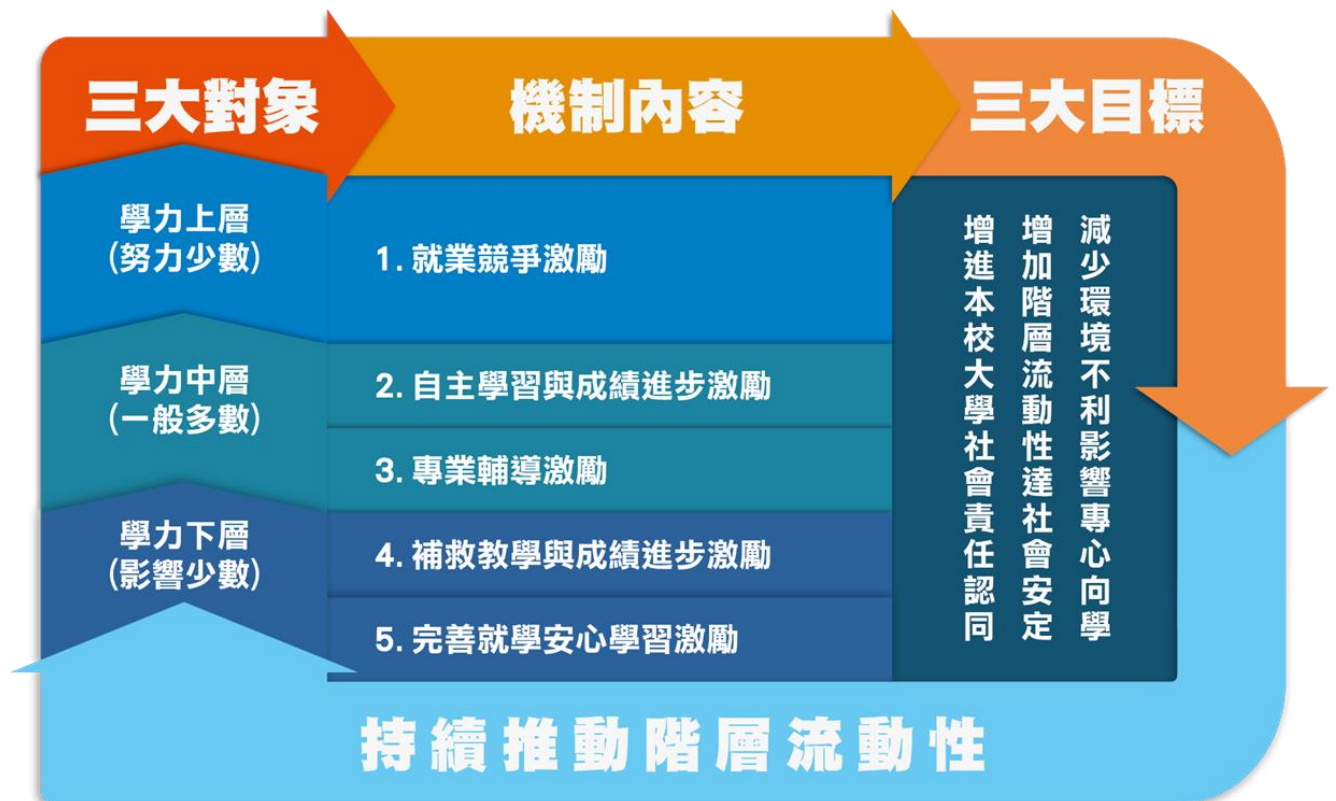 三大對象
機制內容
三大目標
學力上層
(努力少數)
1. 就業競爭激勵
學力中層
(一般多數)
2. 自主學習與成績進步激勵
3. 專業輔導激勵
學力下層
(影響少數)
4. 補救教學與成績進步激勵
5. 完善就學安心學習激勵
減少環境不利影響專心向學
增加階層流動性達社會安定
增進本校大學社會責任認同
持續推動階層流動性